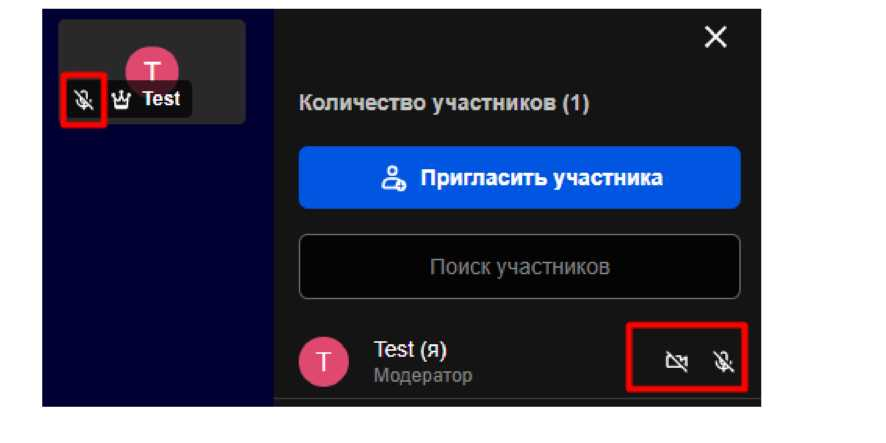 T
Test
Количество участников (1)
Пригласить участника
Поиск участников
T
Test (я)
Модератор